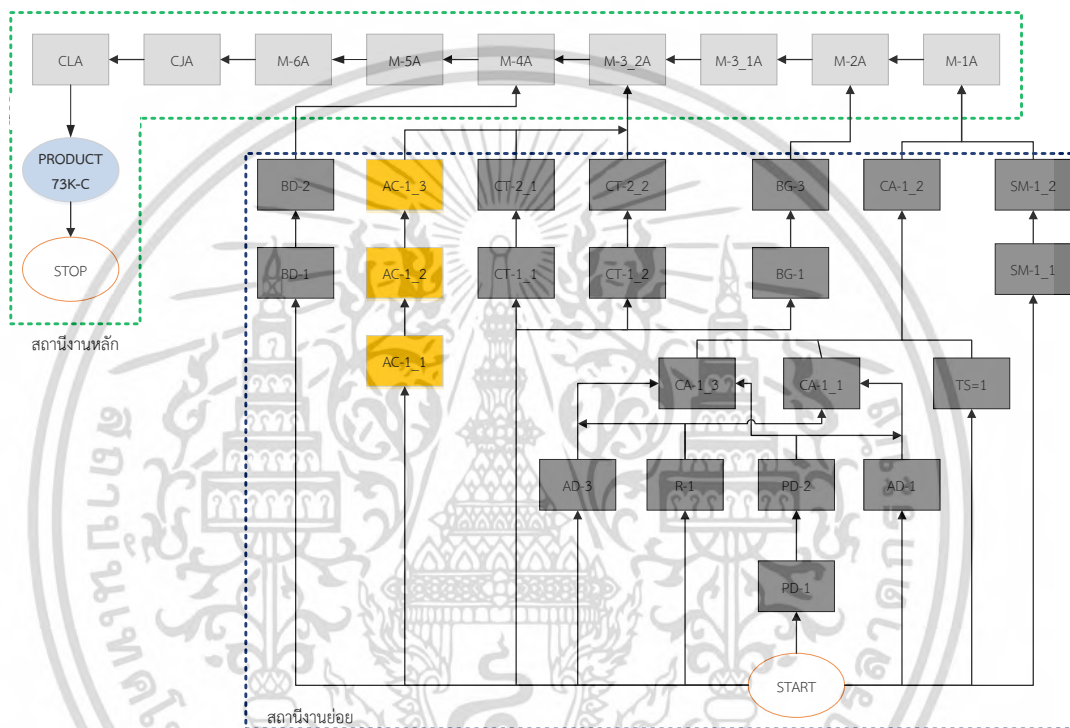 CLA
CJA
M-6A
M-5A
M-4A
M-3_2A
M-3_1A
M-2A
M-1A
PRODUCT
73K-C
BD-2
AC-1_3
CT-2_1
CT-2_2
BG-3
CA-1_2
SM-1_2
STOP
BD-1
AC-1_2
CT-1_1
CT-1_2
BG-1
SM-1_1
สถานีงานหลัก
AC-1_1
CA-1_3
CA-1_1
TS=1
AD-3
R-1
PD-2
AD-1
PD-1
START
สถานีงานย่อย